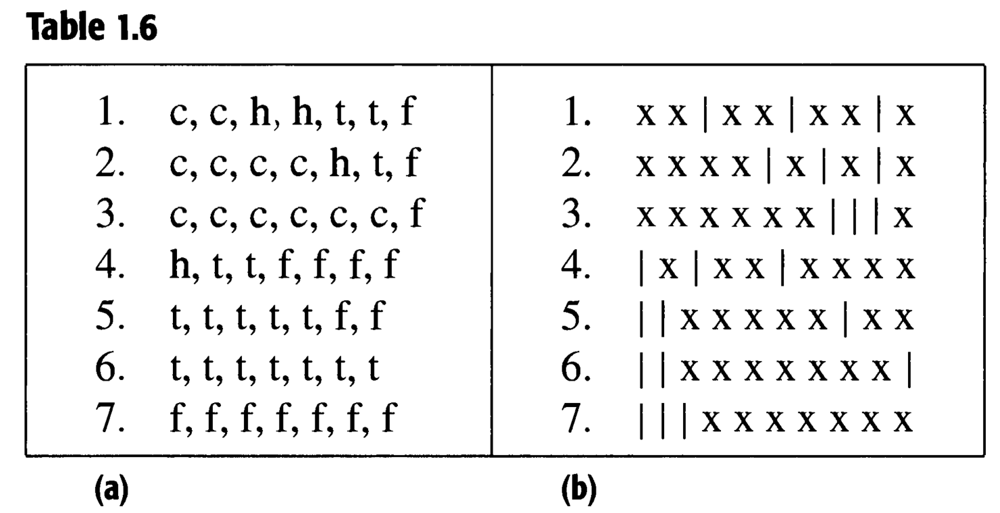 Table 1.6
1. c, c, h, h, t, t, f
2. c, c, c, c, h, t, f
3. c, c, c, c, c, c, f
4. h, t, t, f, f, f, f
5. t, t, t, t, t, f, f
6. t, t, t, t, t, t, t
7. f, f, f, f, f, f, f
(a)
1. x x | x x | x x | x
2. x x x x | x | x | x
3. x x x x x x | | | x
4. | x | x x | x x x x
5. | | x x x x x | x x
6. | | x x x x x x x |
7. | | | x x x x x x x
(b)